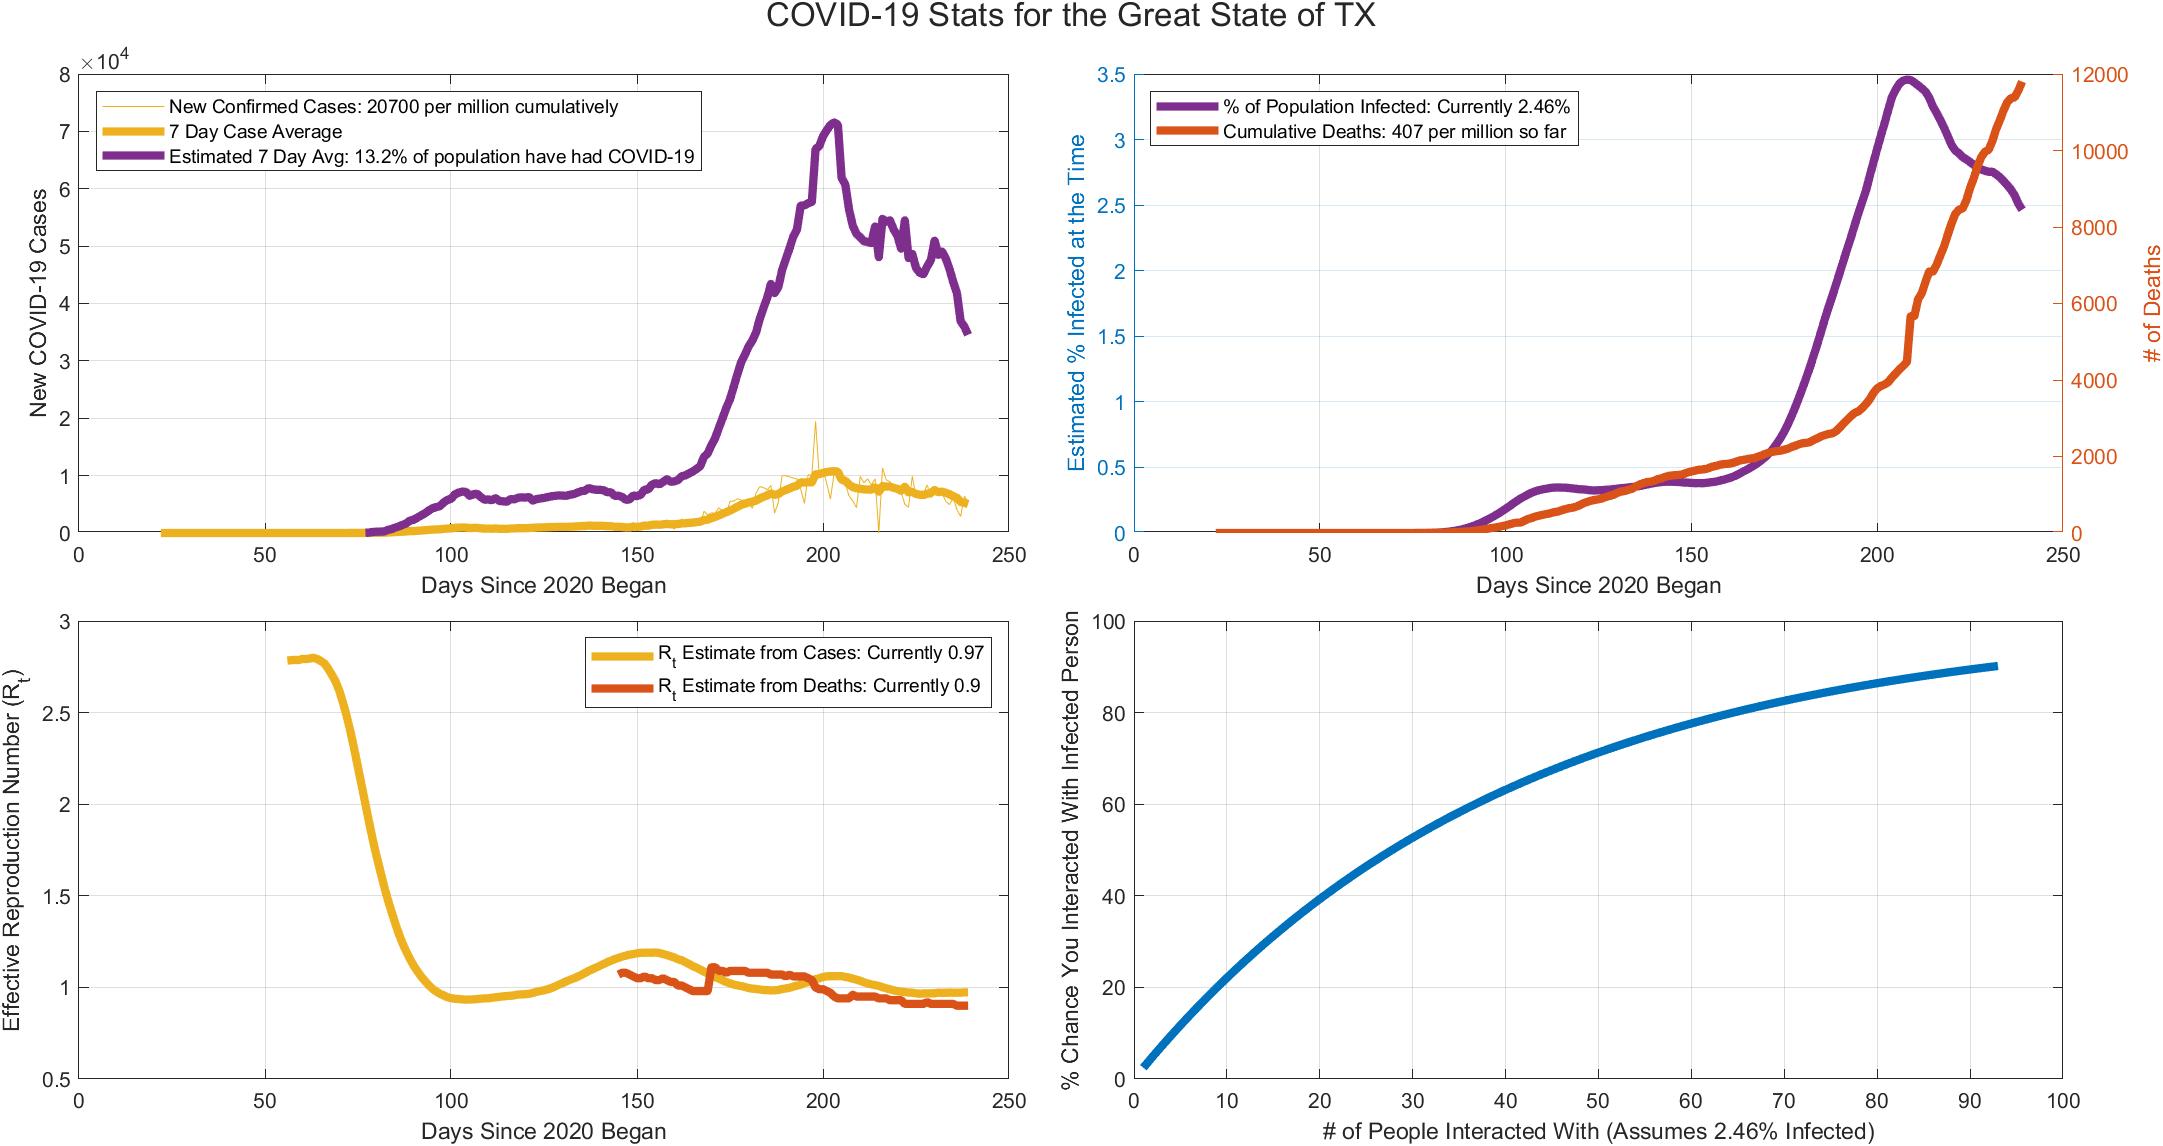 COVID-19 Stats for the Great State of TX
×10^4
8
7
6
5
4
3
2
1
0
New COVID-19 Cases
New Confirmed Cases: 20700 per million cumulatively
7 Day Case Average
Estimated 7 Day Avg: 13.2% of population have had COVID-19
0 50 100 150 200 250
Days Since 2020 Began
3.5
3
2.5
2
1.5
1
0.5
0
Estimated % Infected at the Time
% of Population Infected: Currently 2.46%
Cumulative Deaths: 407 per million so far
12000
10000
8000
6000
4000
2000
0
# of Deaths
0 50 100 150 200 250
Days Since 2020 Began
3
2.5
2
1.5
1
0.5
Effective Reproduction Number (R_t)
R_t Estimate from Cases: Currently 0.97
R_t Estimate from Deaths: Currently 0.9
0 50 100 150 200 250
Days Since 2020 Began
100
80
60
40
20
0
% Chance You Interacted With Infected Person
0 10 20 30 40 50 60 70 80 90 100
# of People Interacted With (Assumes 2.46% Infected)